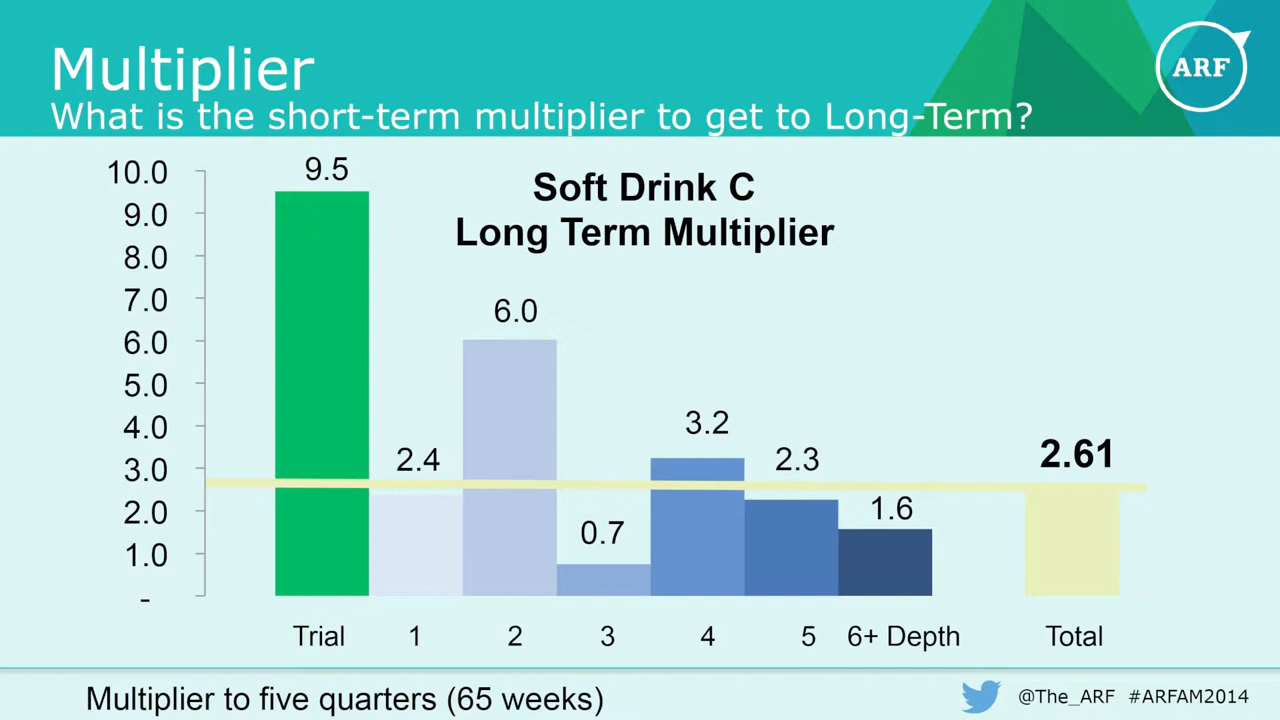 Multiplier
What is the short-term multiplier to get to Long-Term?
ARF
Soft Drink C
Long Term Multiplier
10.0
9.0
8.0
7.0
6.0
5.0
4.0
3.0
2.0
1.0
-
9.5
2.4
6.0
0.7
3.2
2.3
1.6
2.61
Trial 1 2 3 4 5 6+ Depth Total
Multiplier to five quarters (65 weeks)
@The_ARF #ARFAM2014